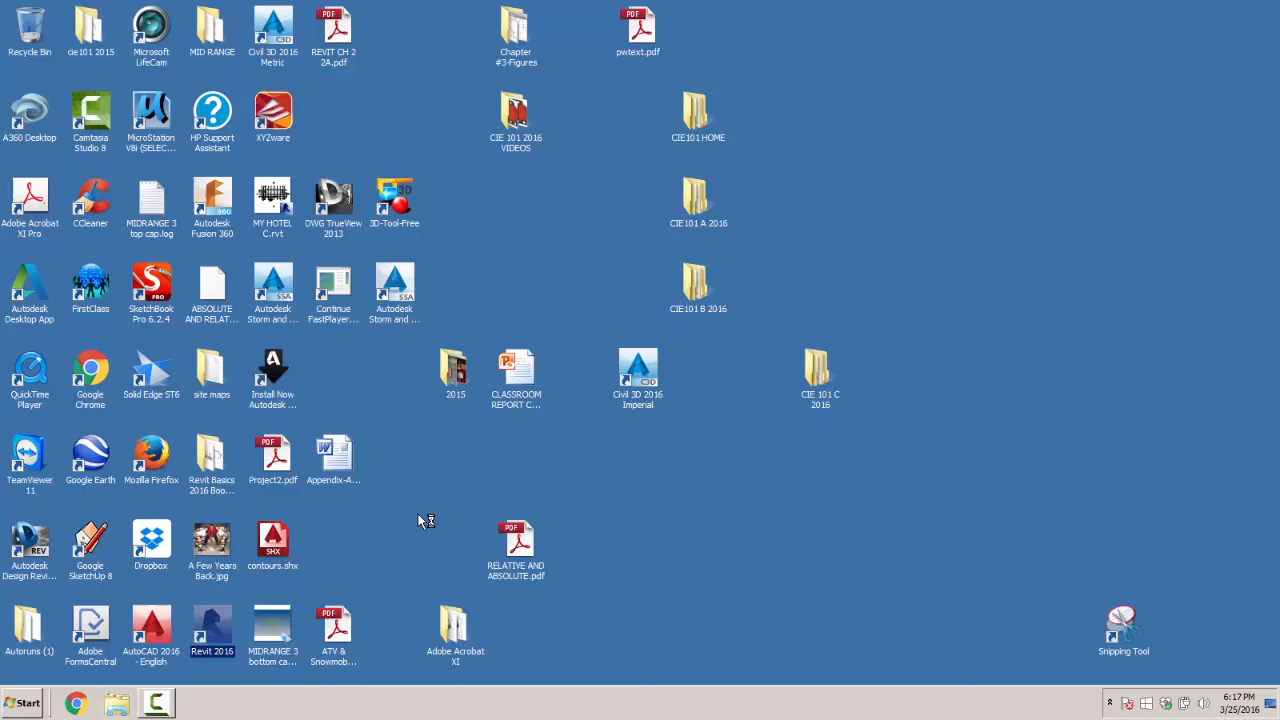 Recycle Bin
cie101 2015
Microsoft
LifeCam
MID RANGE
Civil 3D 2016
Metric
REVIT CH 2
2A.pdf
Chapter
#3-Figures
pwtext.pdf
A360 Desktop
Camtasia
Studio 8
MicroStation
V8i (SELEC...
HP Support
Assistant
XYZware
CIE 101 2016
VIDEOS
CIE101 HOME
Adobe Acrobat
XI Pro
CCleaner
MIDRANGE 3
top cap.log
Autodesk
Fusion 360
MY HOTEL
C.rvt
DWG TrueView
2013
3D-Tool-Free
CIE101 A 2016
Autodesk
Desktop App
FirstClass
SketchBook
Pro 6.2.4
ABSOLUTE
AND RELAT...
Autodesk
Storm and ...
Continue
FastPlayer...
Autodesk
Storm and ...
CIE101 B 2016
QuickTime
Player
Google
Chrome
Solid Edge ST6
site maps
Install Now
Autodesk ...
2015
CLASSROOM
REPORT C...
Civil 3D 2016
Imperial
CIE 101 C
2016
TeamViewer
11
Google Earth
Mozilla Firefox
Revit Basics
2016 Boo...
Project2.pdf
Appendix-A...
Autodesk
Design Revi...
Google
SketchUp 8
Dropbox
A Few Years
Back.jpg
contours.shx
RELATIVE AND
ABSOLUTE.pdf
Autoruns (1)
Adobe
FormsCentral
AutoCAD 2016
- English
Revit 2016
MIDRANGE 3
bottom ca...
ATV &
Snowmob...
Adobe Acrobat
XI
Snipping Tool
Start
6:17 PM
3/25/2016